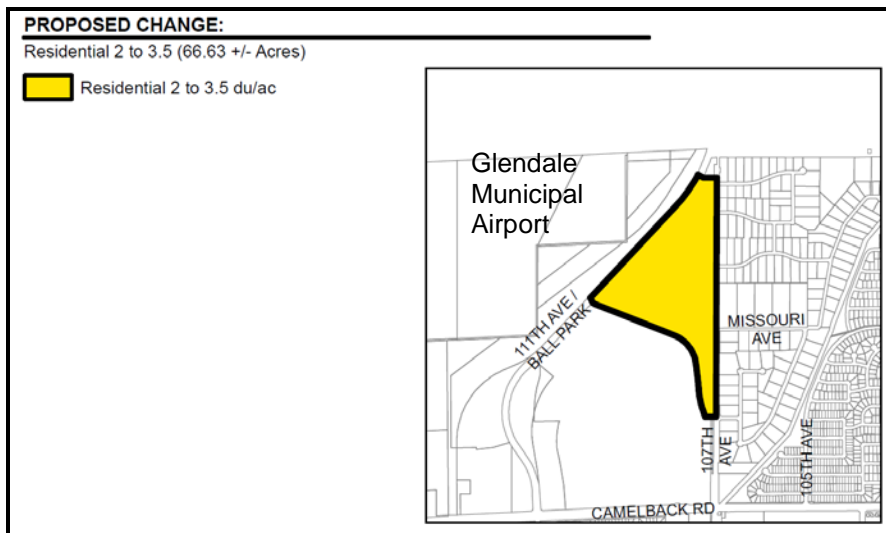 PROPOSED CHANGE:
Residential 2 to 3.5 (66.63 +/- Acres)
Residential 2 to 3.5 du/ac
Glendale
Municipal
Airport
111TH AVE /
BALL PARK
MISSOURI
AVE
107TH
AVE
105TH AVE
CAMELBACK RD